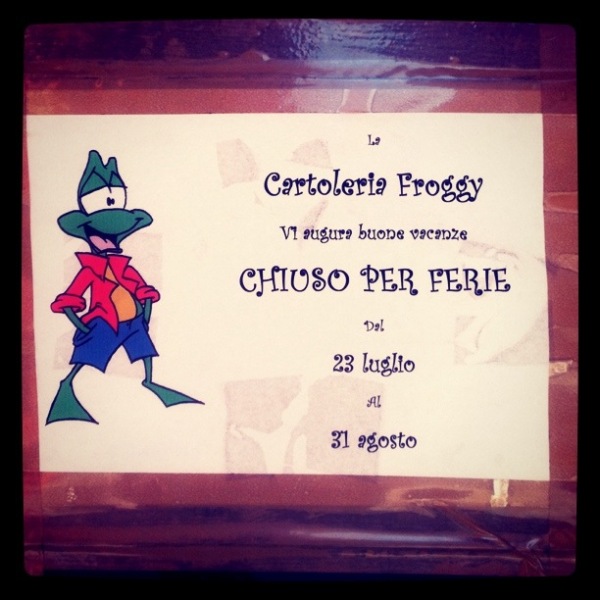 La
Cartoleria Froggy
Vi augura buone vacanze
CHIUSO PER FERIE
Dal
23 luglio
Al
31 agosto